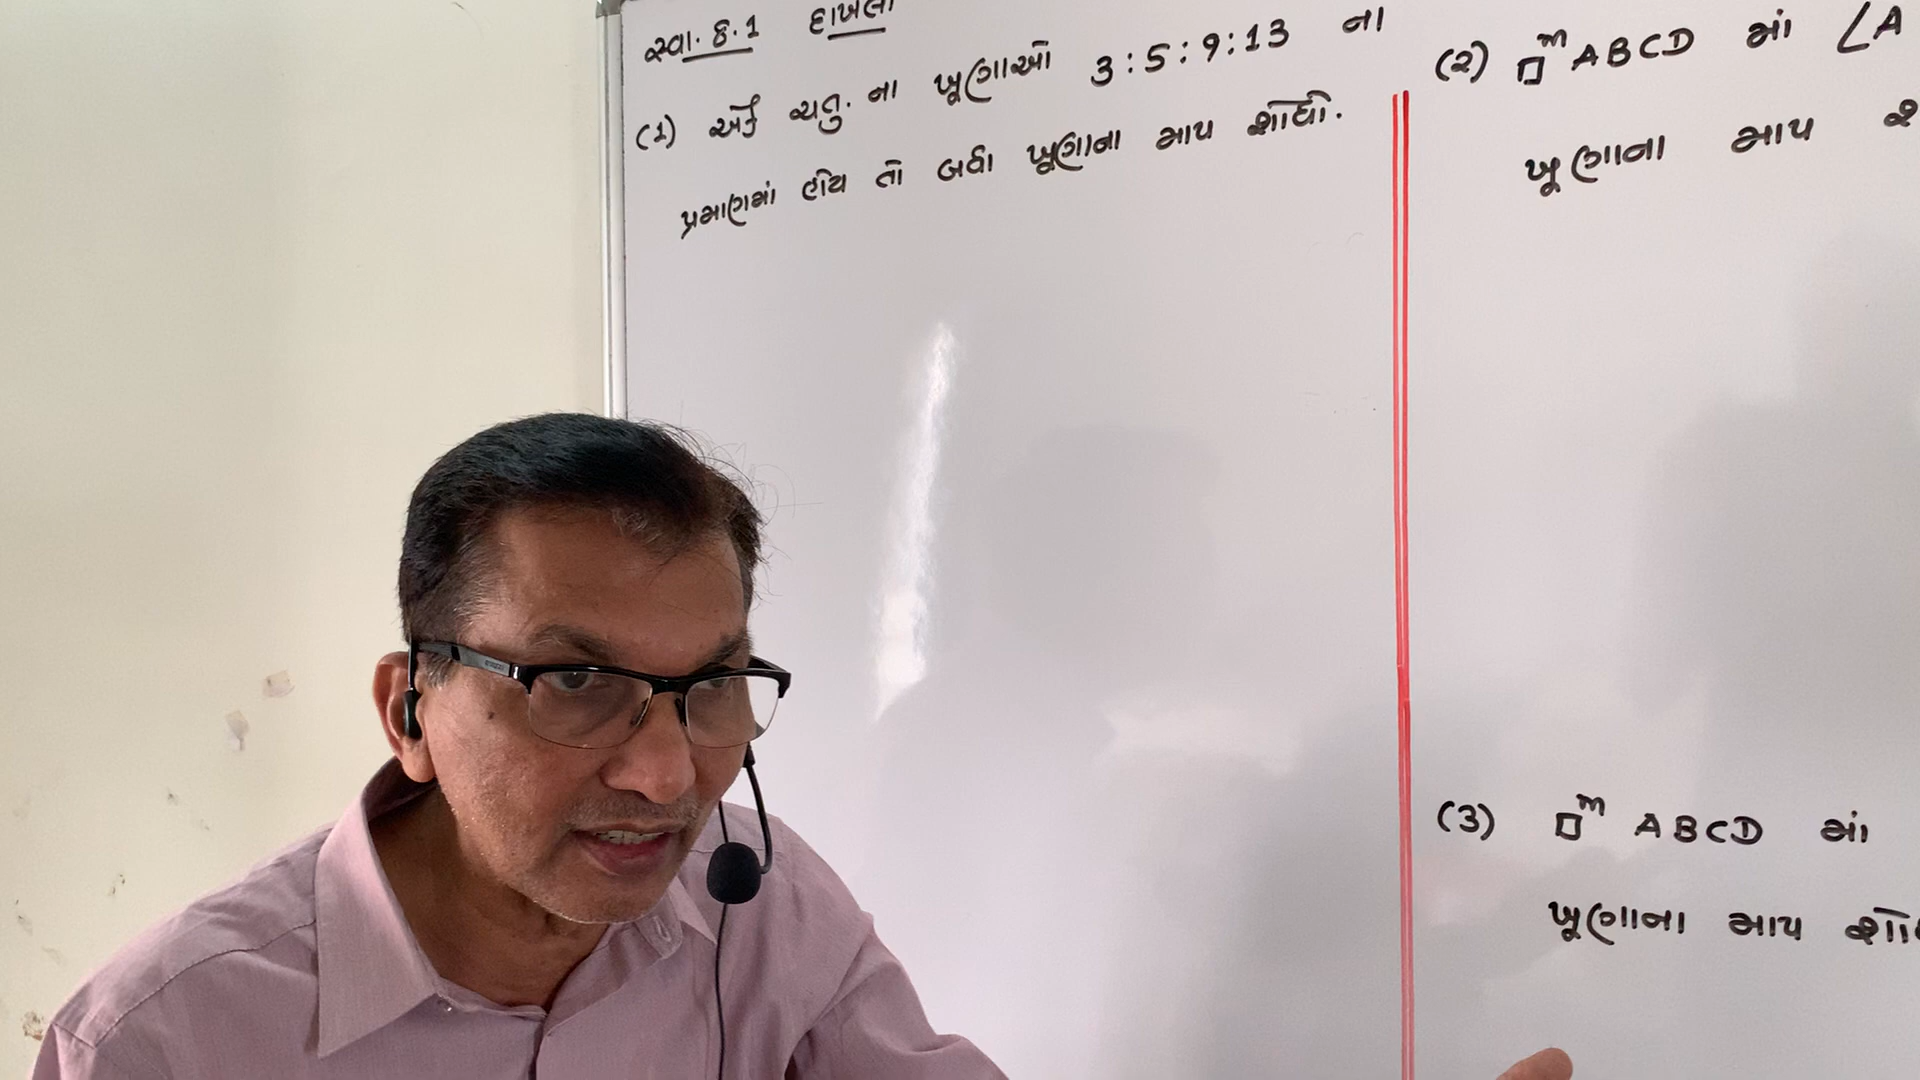 સ્વા. 8.1 દાખલા
(1) એક ચતુ. ના ખૂણાઓ 3:5:9:13 ના
પ્રમાણમાં હોય તો બધા ખૂણાના માપ શોધો.
(2) □ᵐ ABCD માં ∠A
ખૂણાના માપ
(3) □ᵐ ABCD માં
ખૂણાના માપ